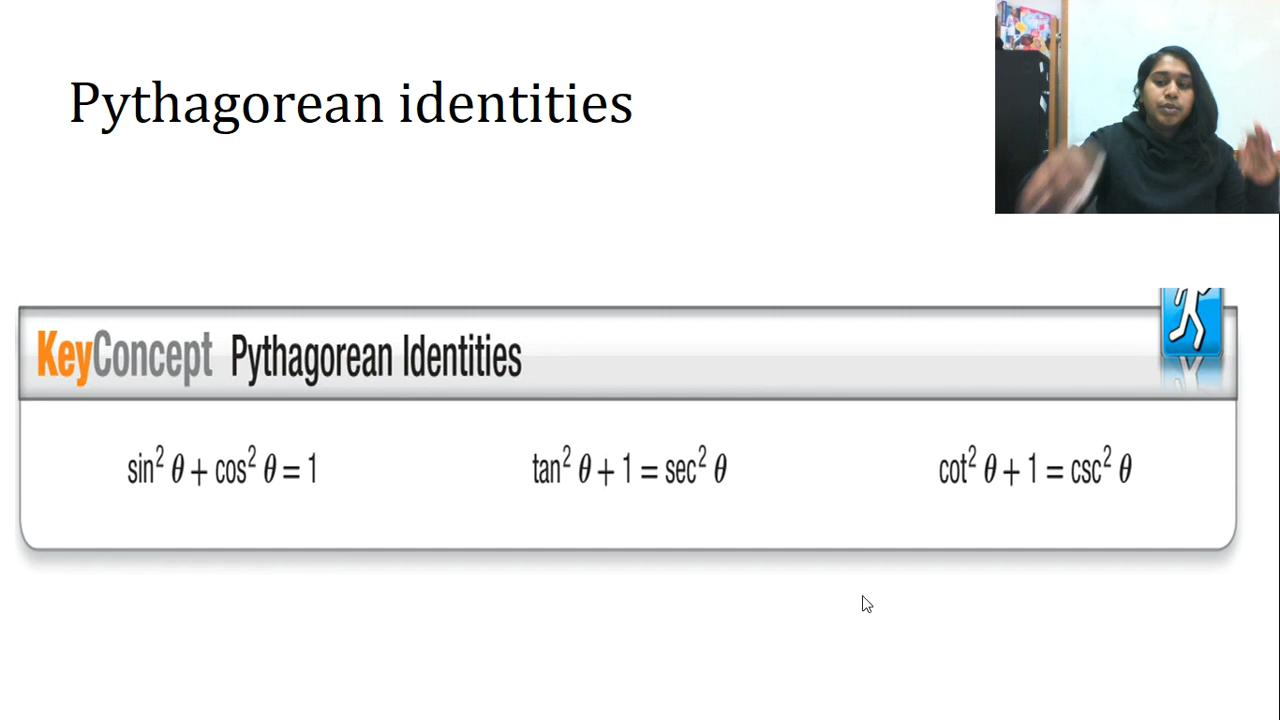 Pythagorean identities
KeyConcept Pythagorean Identities
sin² θ + cos² θ = 1
tan² θ + 1 = sec² θ
cot² θ + 1 = csc² θ